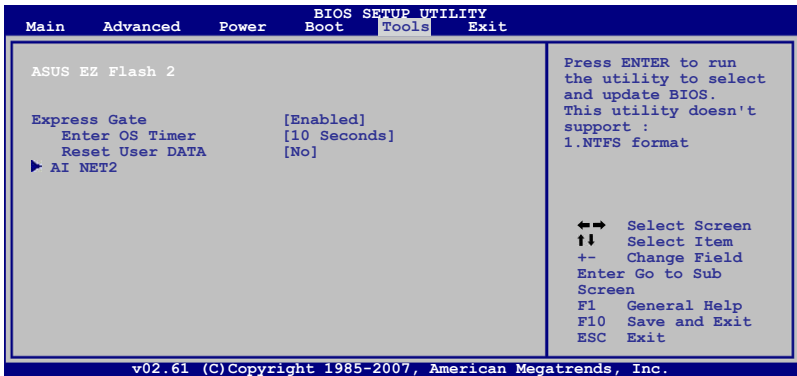 BIOS SETUP UTILITY
Main Advanced Power Boot Tools Exit
ASUS EZ Flash 2
Express Gate [Enabled]
Enter OS Timer [10 Seconds]
Reset User DATA [No]
AI NET2
Press ENTER to run
the utility to select
and update BIOS.
This utility doesn't
support :
1.NTFS format
←→ Select Screen
↑↓ Select Item
+- Change Field
Enter Go to Sub
Screen
F1 General Help
F10 Save and Exit
ESC Exit
v02.61 (C)Copyright 1985-2007, American Megatrends, Inc.